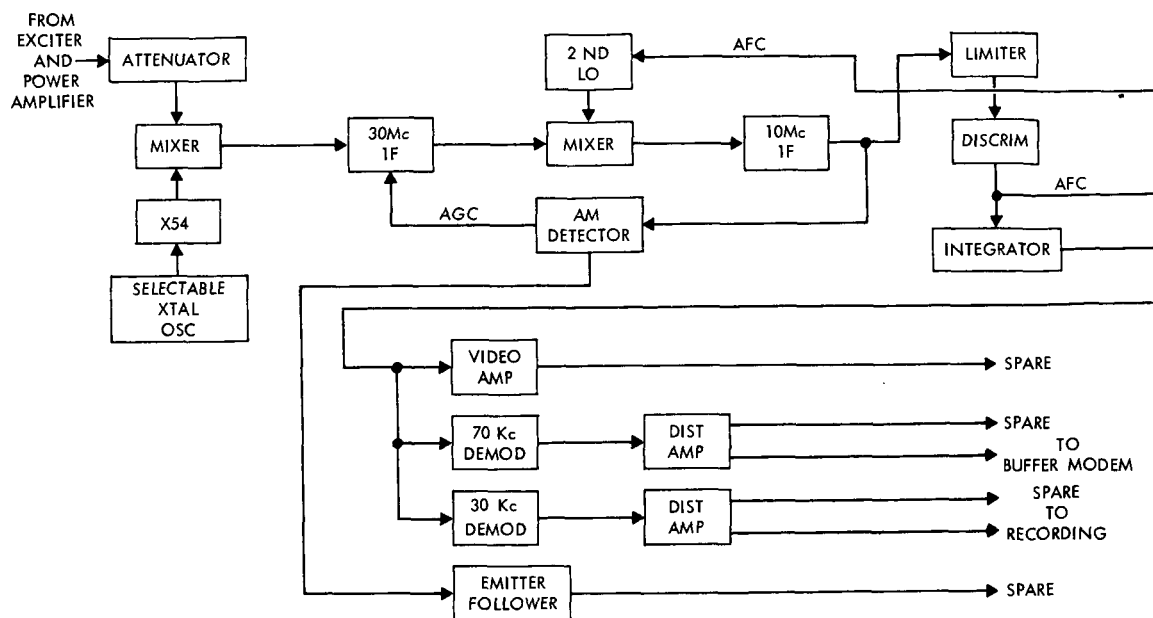 FROM
EXCITER
AND
POWER
AMPLIFIER
ATTENUATOR
MIXER
X54
SELECTABLE
XTAL
OSC
30Mc
1F
2 ND
LO
AFC
MIXER
10Mc
1F
AGC
AM
DETECTOR
LIMITER
DISCRIM
AFC
INTEGRATOR
VIDEO
AMP
SPARE
70 Kc
DEMOD
DIST
AMP
SPARE
TO
BUFFER MODEM
30 Kc
DEMOD
DIST
AMP
SPARE
TO
RECORDING
EMITTER
FOLLOWER
SPARE